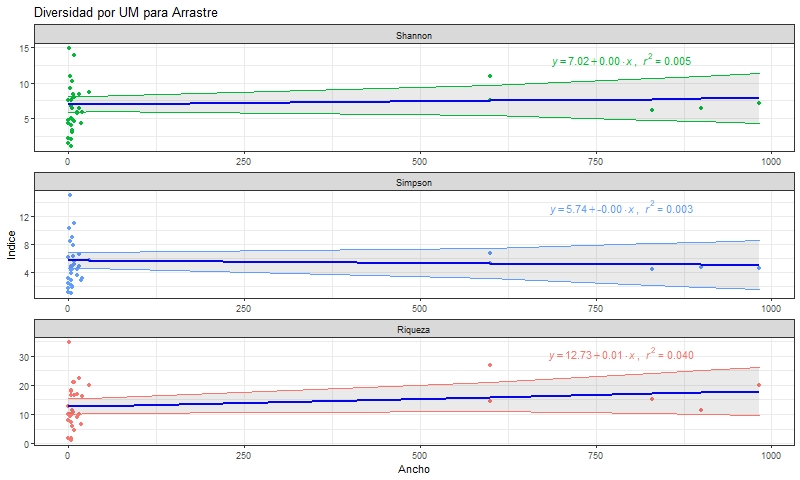 Diversidad por UM para Arrastre
Shannon
y = 7.02 + 0.00 · x , r² = 0.005
15
10
5
0 250 500 750 1000
Simpson
y = 5.74 + -0.00 · x , r² = 0.003
12
8
4
0 250 500 750 1000
Indice
Riqueza
y = 12.73 + 0.01 · x , r² = 0.040
30
20
10
0
0 250 500 750 1000
Ancho